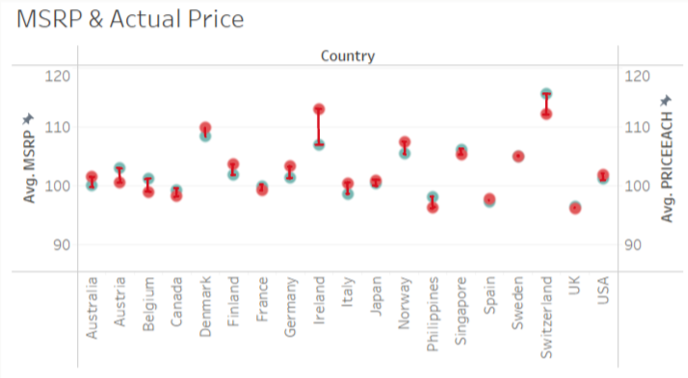 MSRP & Actual Price
Country
120
110
100
90
Avg. MSRP
120
110
100
90
Avg. PRICEEACH
Australia
Austria
Belgium
Canada
Denmark
Finland
France
Germany
Ireland
Italy
Japan
Norway
Philippines
Singapore
Spain
Sweden
Switzerland
UK
USA